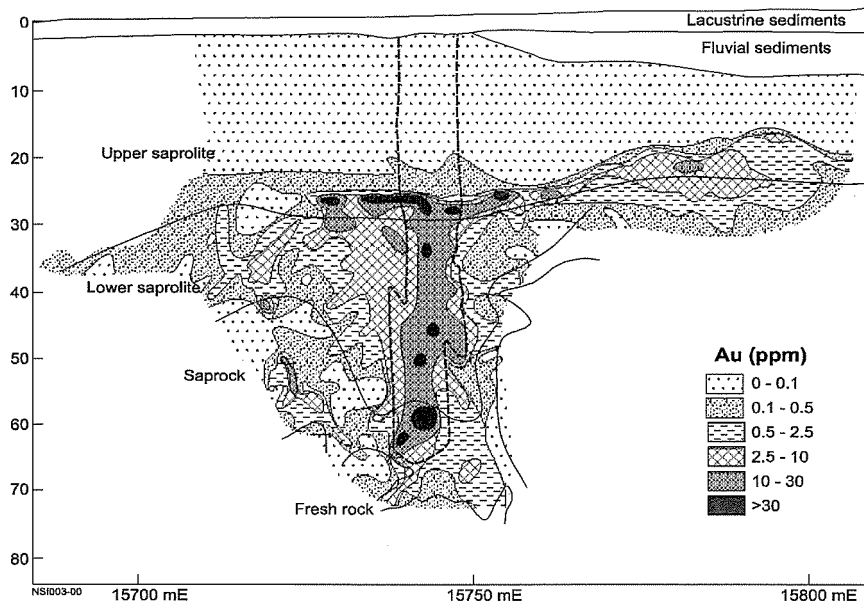 0
Lacustrine sediments
Fluvial sediments
10
Upper saprolite
20
30
Lower saprolite
40
50
Saprock
60
70
Fresh rock
80
Au (ppm)
0 - 0.1
0.1 - 0.5
0.5 - 2.5
2.5 - 10
10 - 30
>30
NSI003-00
15700 mE
15750 mE
15800 mE